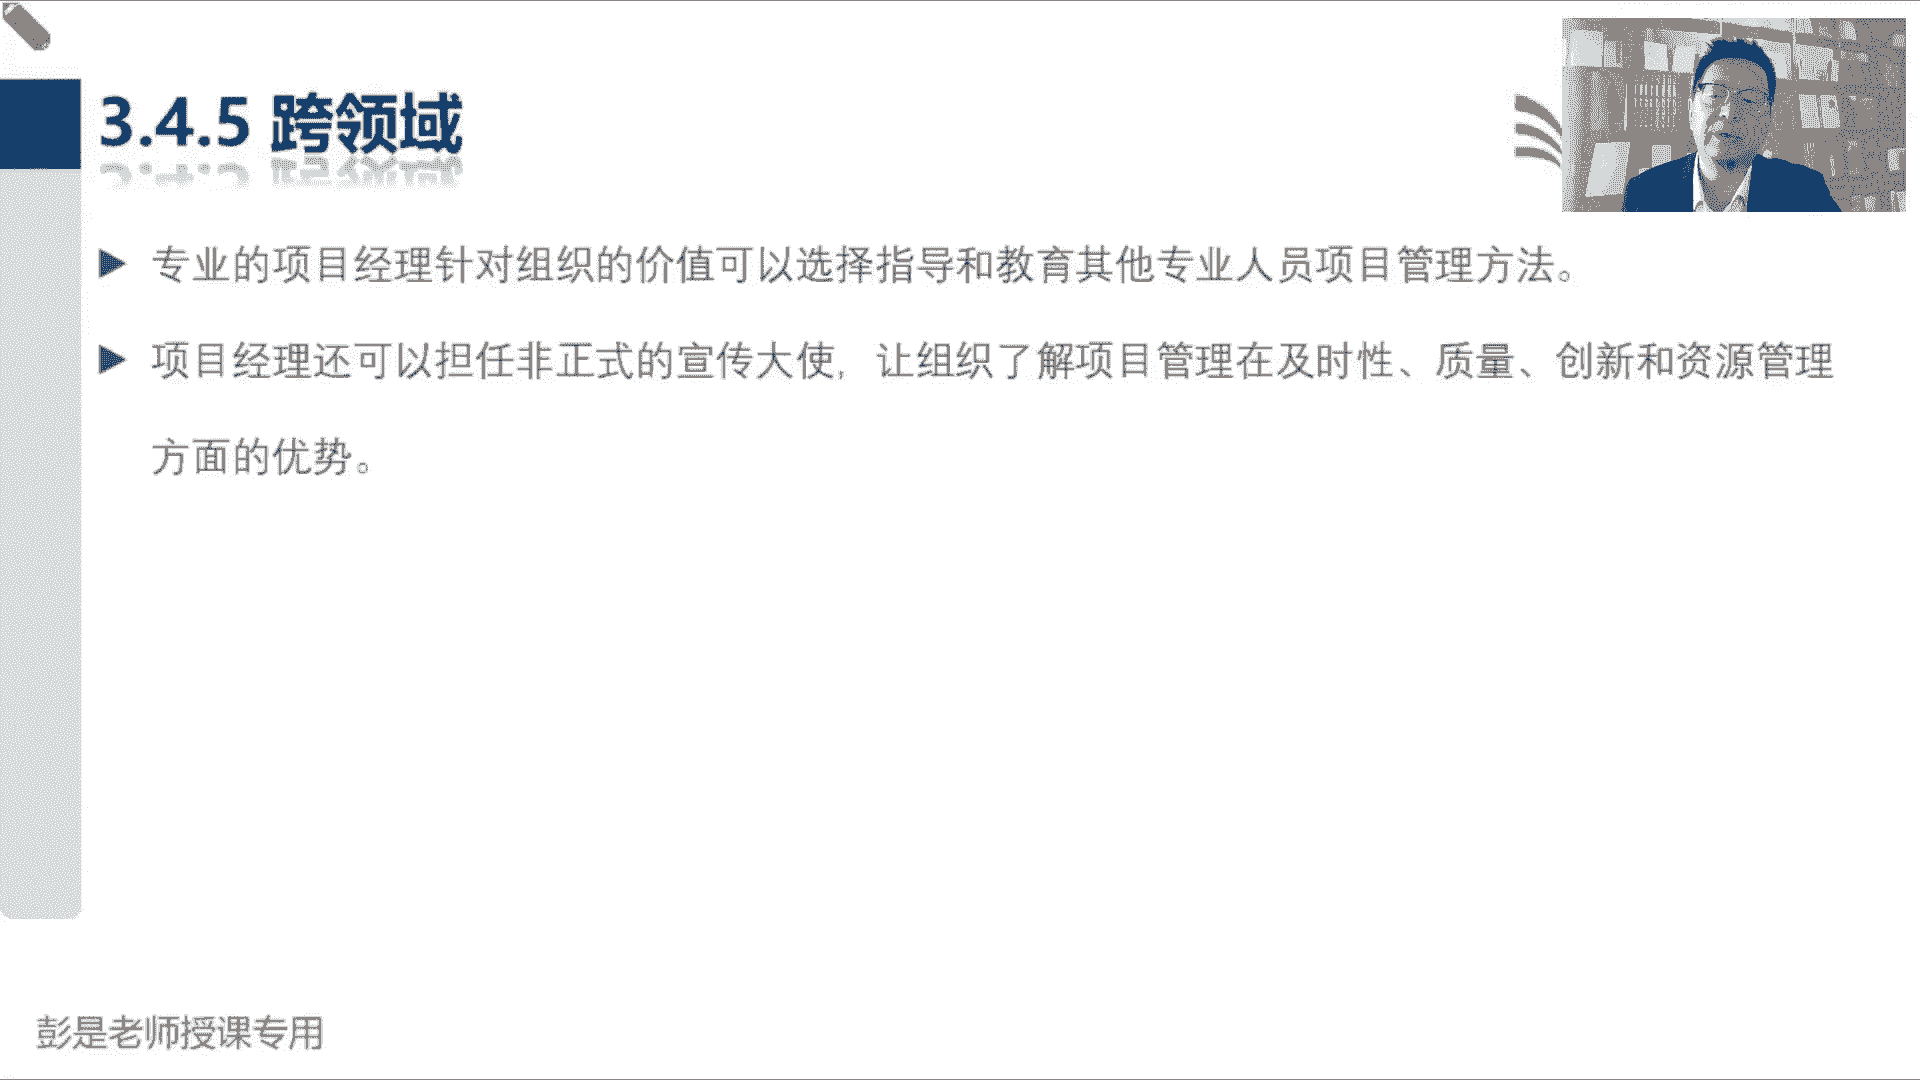 3.4.5 跨领域
专业的项目经理针对组织的价值可以选择指导和教育其他专业人员项目管理方法。
项目经理还可以担任非正式的宣传大使，让组织了解项目管理在及时性、质量、创新和资源管理
方面的优势。
彭是老师授课专用